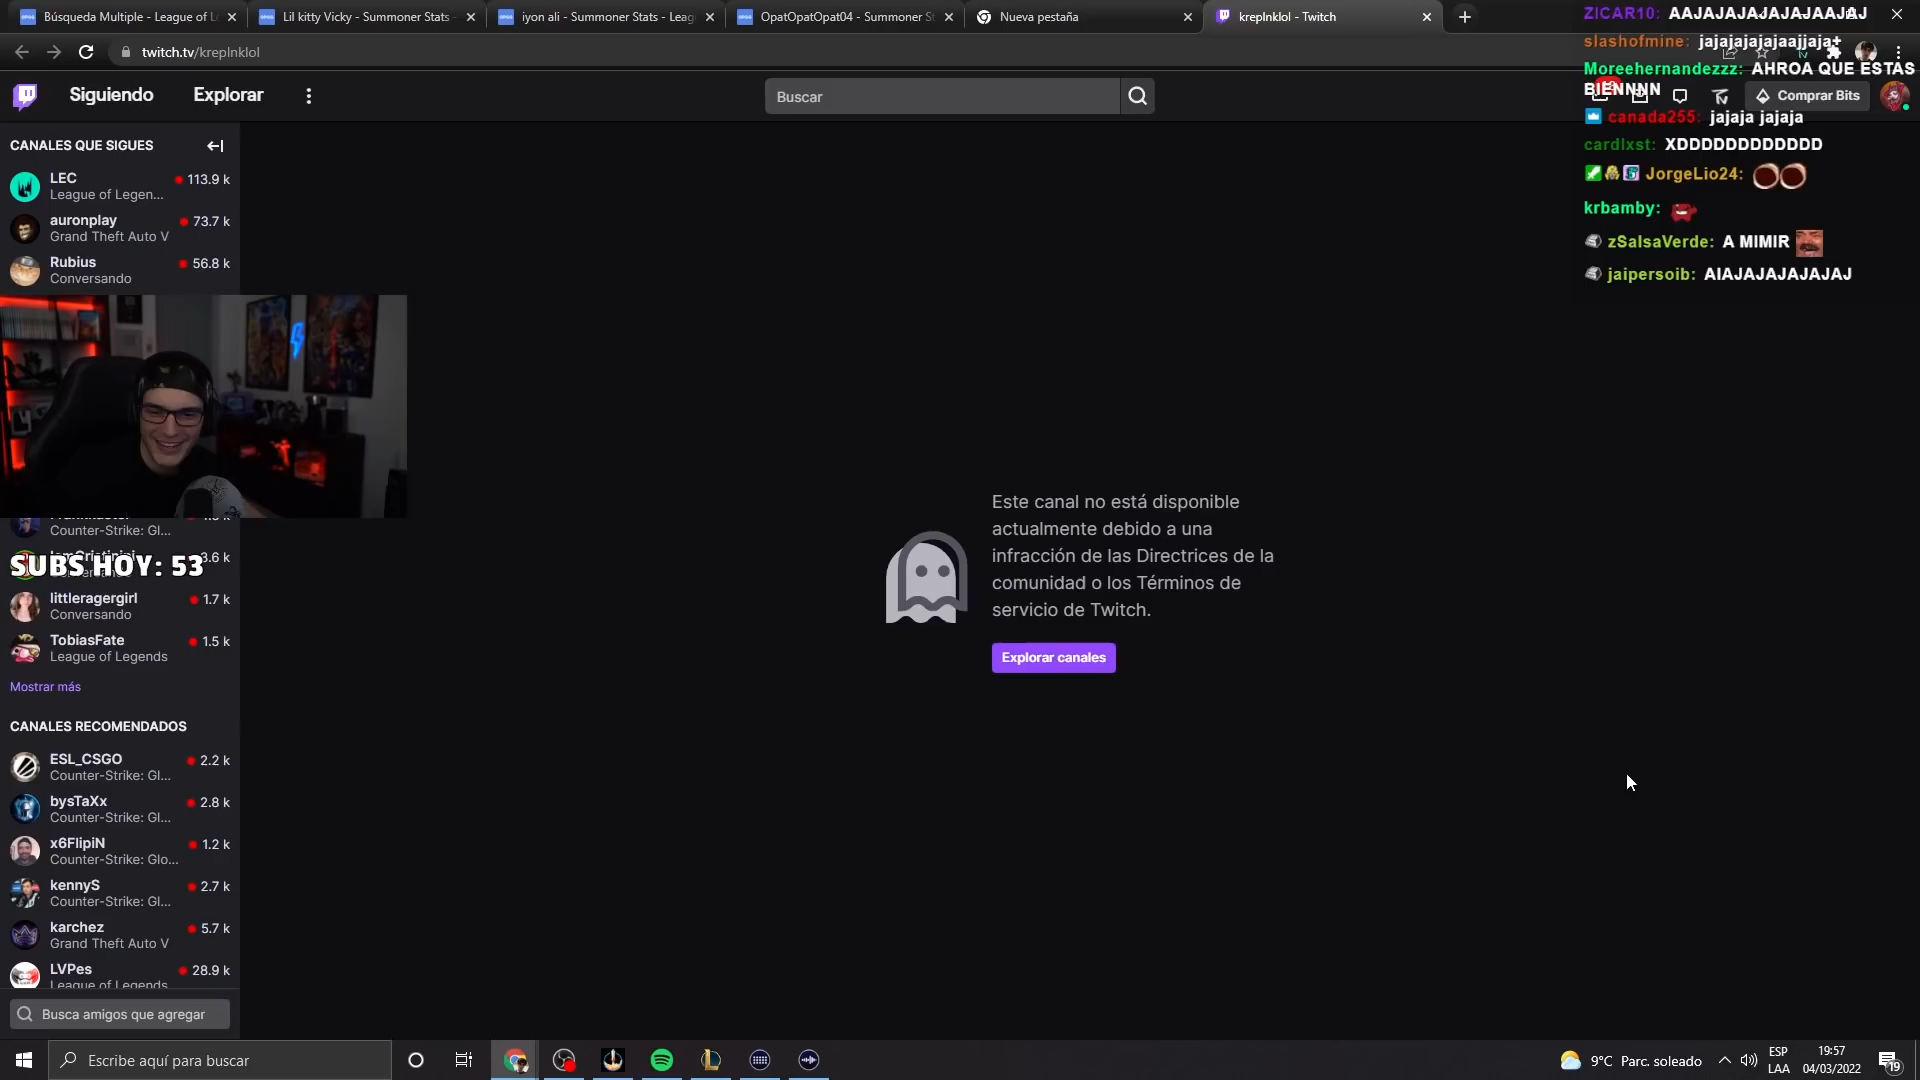 Búsqueda Multiple - League of L
Lil kitty Vicky - Summoner Stats -
iyon ali - Summoner Stats - Leag
OpatOpatOpat04 - Summoner St
Nueva pestaña
kreplnklol - Twitch
twitch.tv/kreplnklol
Siguiendo
Explorar
Buscar
Comprar Bits
ZICAR10: AAJAJAJAJAJAJAAJAJ
slashofmine: jajajajajajaajjaja+
Moreehernandezzz: AHROA QUE ESTAS
BIENNNN
canada255: jajaja jajaja
cardlxst: XDDDDDDDDDDDD
JorgeLio24:
krbamby:
zSalsaVerde: A MIMIR
jaipersoib: AIAJAJAJAJAJAJ
CANALES QUE SIGUES
LEC
113.9 k
League of Legen...
auronplay
73.7 k
Grand Theft Auto V
Rubius
56.8 k
Conversando
Counter-Strike: Gl...
3.6 k
SUBS HOY: 53
littleragergirl
1.7 k
Conversando
TobiasFate
1.5 k
League of Legends
Mostrar más
CANALES RECOMENDADOS
ESL_CSGO
2.2 k
Counter-Strike: Gl...
bysTaXx
2.8 k
Counter-Strike: Gl...
x6FlipiN
1.2 k
Counter-Strike: Glo...
kennyS
2.7 k
Counter-Strike: Gl...
karchez
5.7 k
Grand Theft Auto V
LVPes
28.9 k
League of Legends
Busca amigos que agregar
Este canal no está disponible
actualmente debido a una
infracción de las Directrices de la
comunidad o los Términos de
servicio de Twitch.
Explorar canales
Escribe aquí para buscar
9°C Parc. soleado
ESP
LAA
19:57
04/03/2022
19